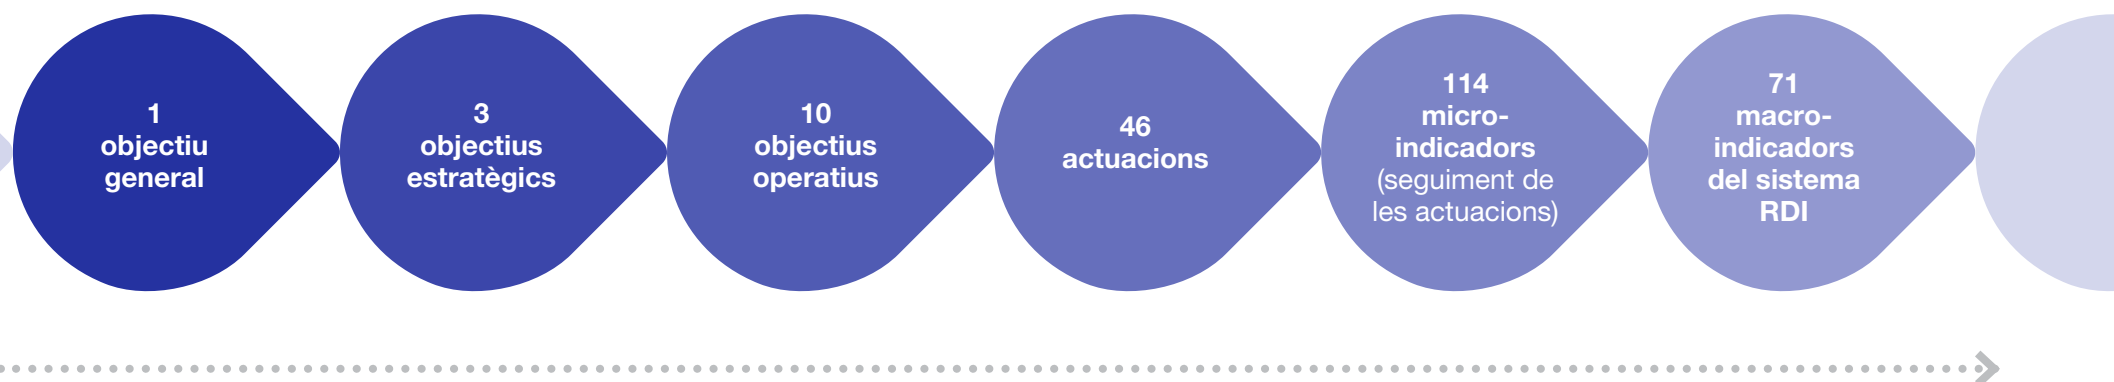 1
objectiu
general
3
objectius
estratègics
10
objectius
operatius
46
actuacions
114
micro-
indicadors
(seguiment de
les actuacions)
71
macro-
indicadors
del sistema
RDI